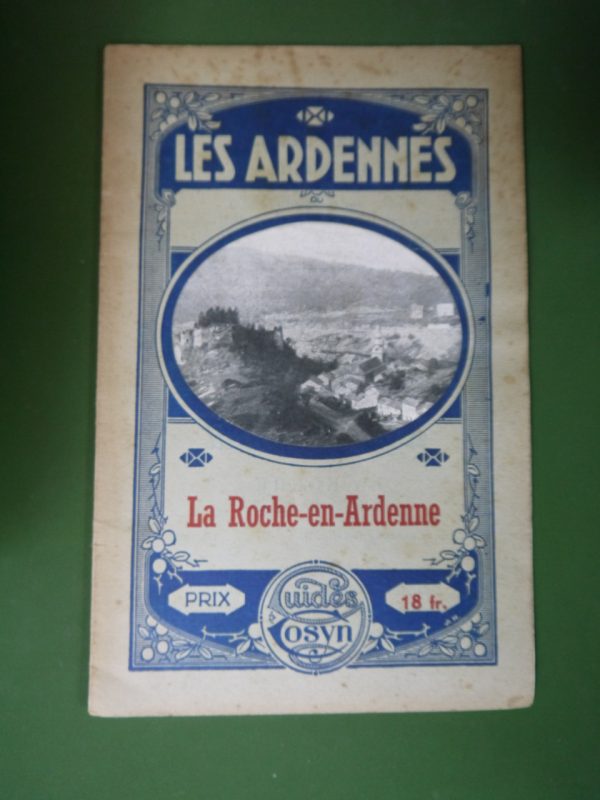 LES ARDENNES
La Roche-en-Ardenne
PRIX
Guides
Cosyn
18 fr.